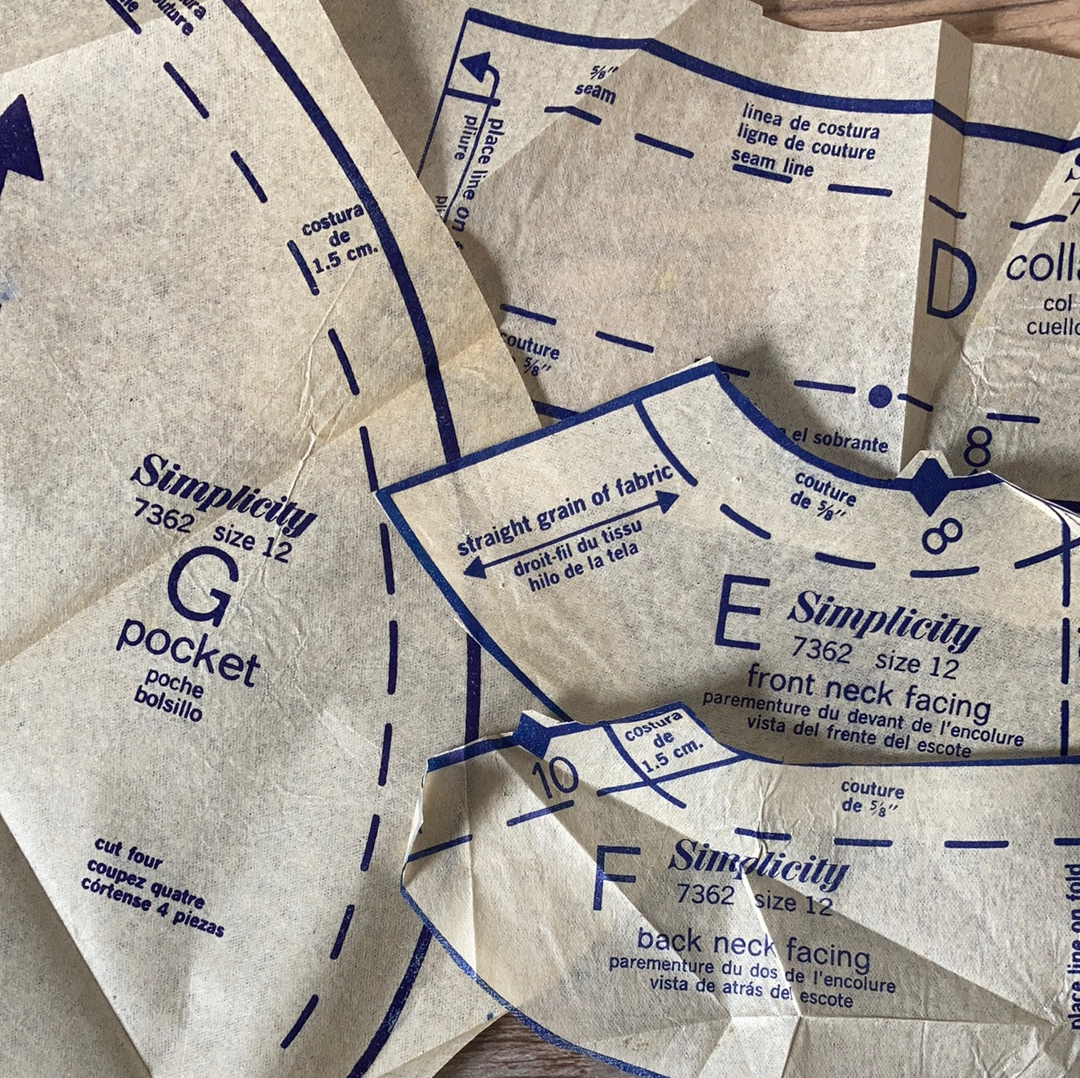 couture
costura
de
1.5 cm.
Simplicity
7362 size 12
G
pocket
poche
bolsillo
cut four
coupez quatre
córtense 4 piezas
5/8"
seam
place line on
pliure
línea de costura
ligne de couture
seam line
D
col
couture
5/8"
el sobrante
8
straight grain of fabric
droit-fil du tissu
hilo de la tela
couture
de 5/8"
8
E
Simplicity
7362 size 12
front neck facing
parementure du devant de l'encolure
vista del frente del escote
10
costura
de
1.5 cm.
couture
de 5/8"
F
Simplicity
7362 size 12
back neck facing
parementure du dos de l'encolure
vista de atrás del escote
place line on fold